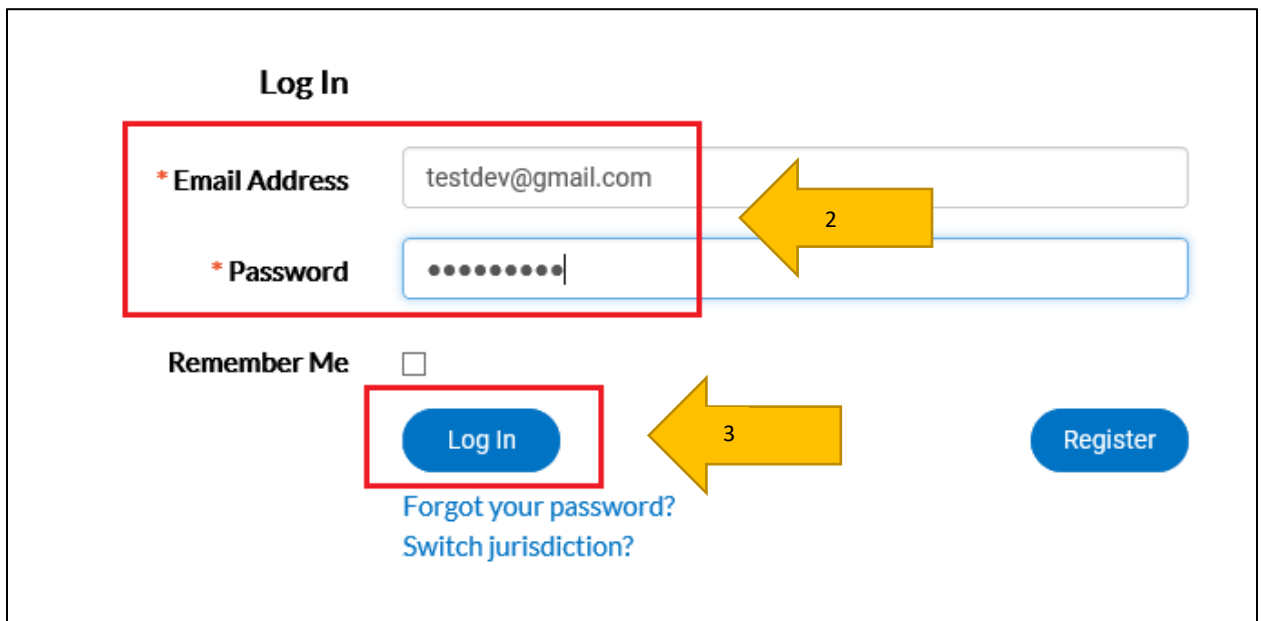 Log In
* Email Address testdev@gmail.com
2
* Password •••••••••
Remember Me
Log In 3 Register
Forgot your password?
Switch jurisdiction?